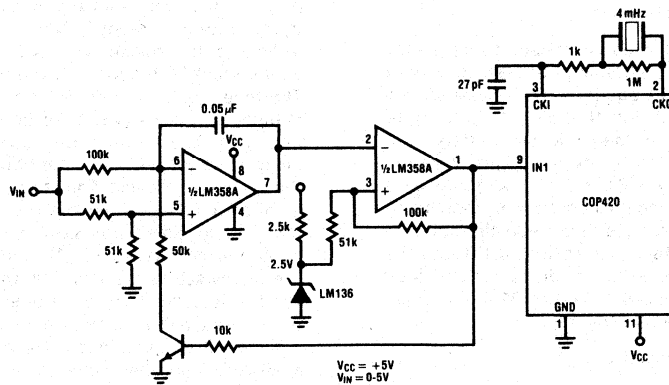 4 mHz
1k
1M
27 pF
3
CKI
2
CKO
0.05 µF
VCC
100k
6
−
8
½LM358A
7
5
+
4
VIN
51k
51k
50k
2
−
½LM358A
1
3
+
100k
2.5k
51k
2.5V
LM136
10k
9
IN1
COP420
GND
1
11
VCC
VCC = +5V
VIN = 0-5V